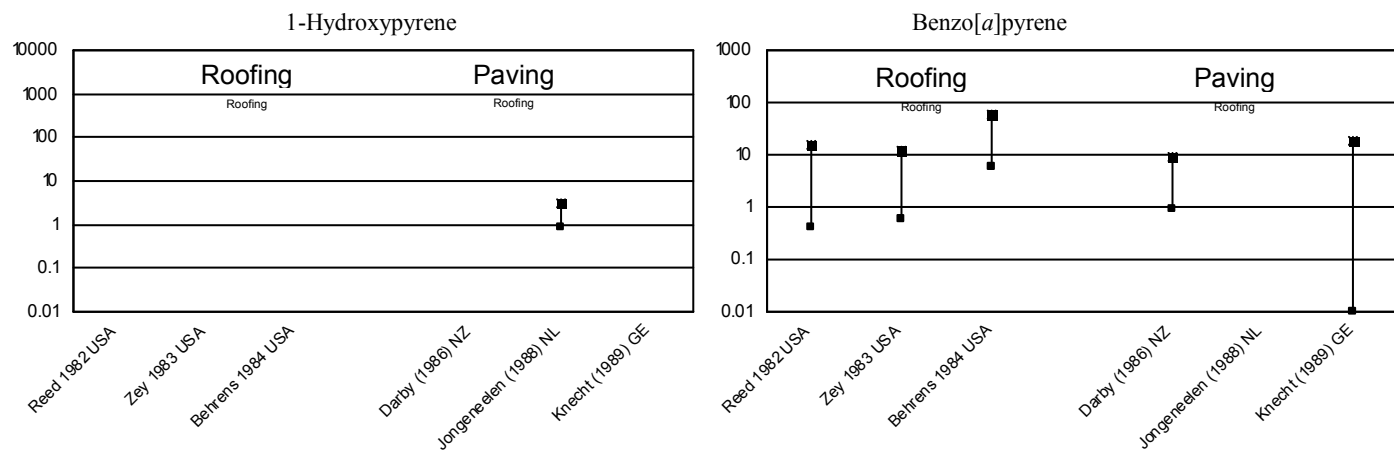 1-Hydroxypyrene
10000
1000
100
10
1
0.1
0.01
Roofing
Roofing
Paving
Roofing
Reed 1982 USA
Zey 1983 USA
Behrens 1984 USA
Darby (1986) NZ
Jongeneelen (1988) NL
Knecht (1989) GE
Benzo[a]pyrene
1000
100
10
1
0.1
0.01
Roofing
Roofing
Paving
Roofing
Reed 1982 USA
Zey 1983 USA
Behrens 1984 USA
Darby (1986) NZ
Jongeneelen (1988) NL
Knecht (1989) GE